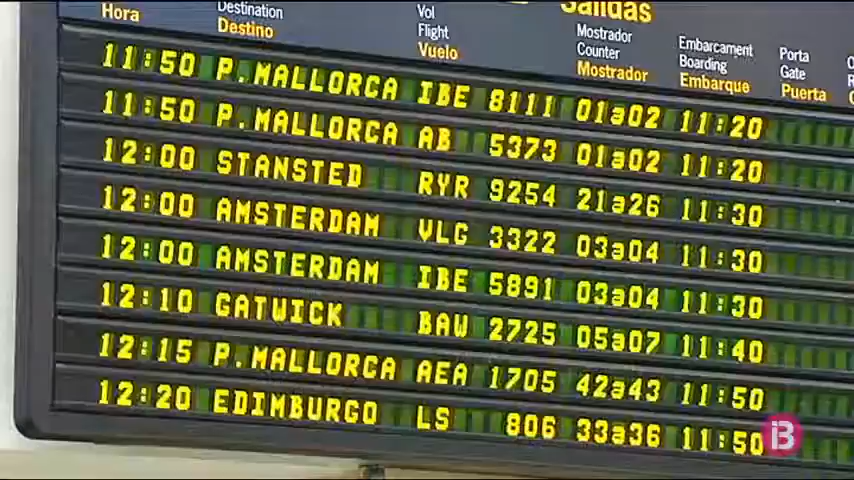 Salidas
Hora
Destination
Destino
Vol
Flight
Vuelo
Mostrador
Counter
Mostrador
Embarcament
Boarding
Embarque
Porta
Gate
Puerta
11:50 P.MALLORCA IBE 8111 01a02 11:20
11:50 P.MALLORCA AB 5373 01a02 11:20
12:00 STANSTED RYR 9254 21a26 11:30
12:00 AMSTERDAM VLG 3322 03a04 11:30
12:00 AMSTERDAM IBE 5891 03a04 11:30
12:10 GATWICK BAW 2725 05a07 11:40
12:15 P.MALLORCA AEA 1705 42a43 11:50
12:20 EDIMBURGO LS 806 33a36 11:50
IB